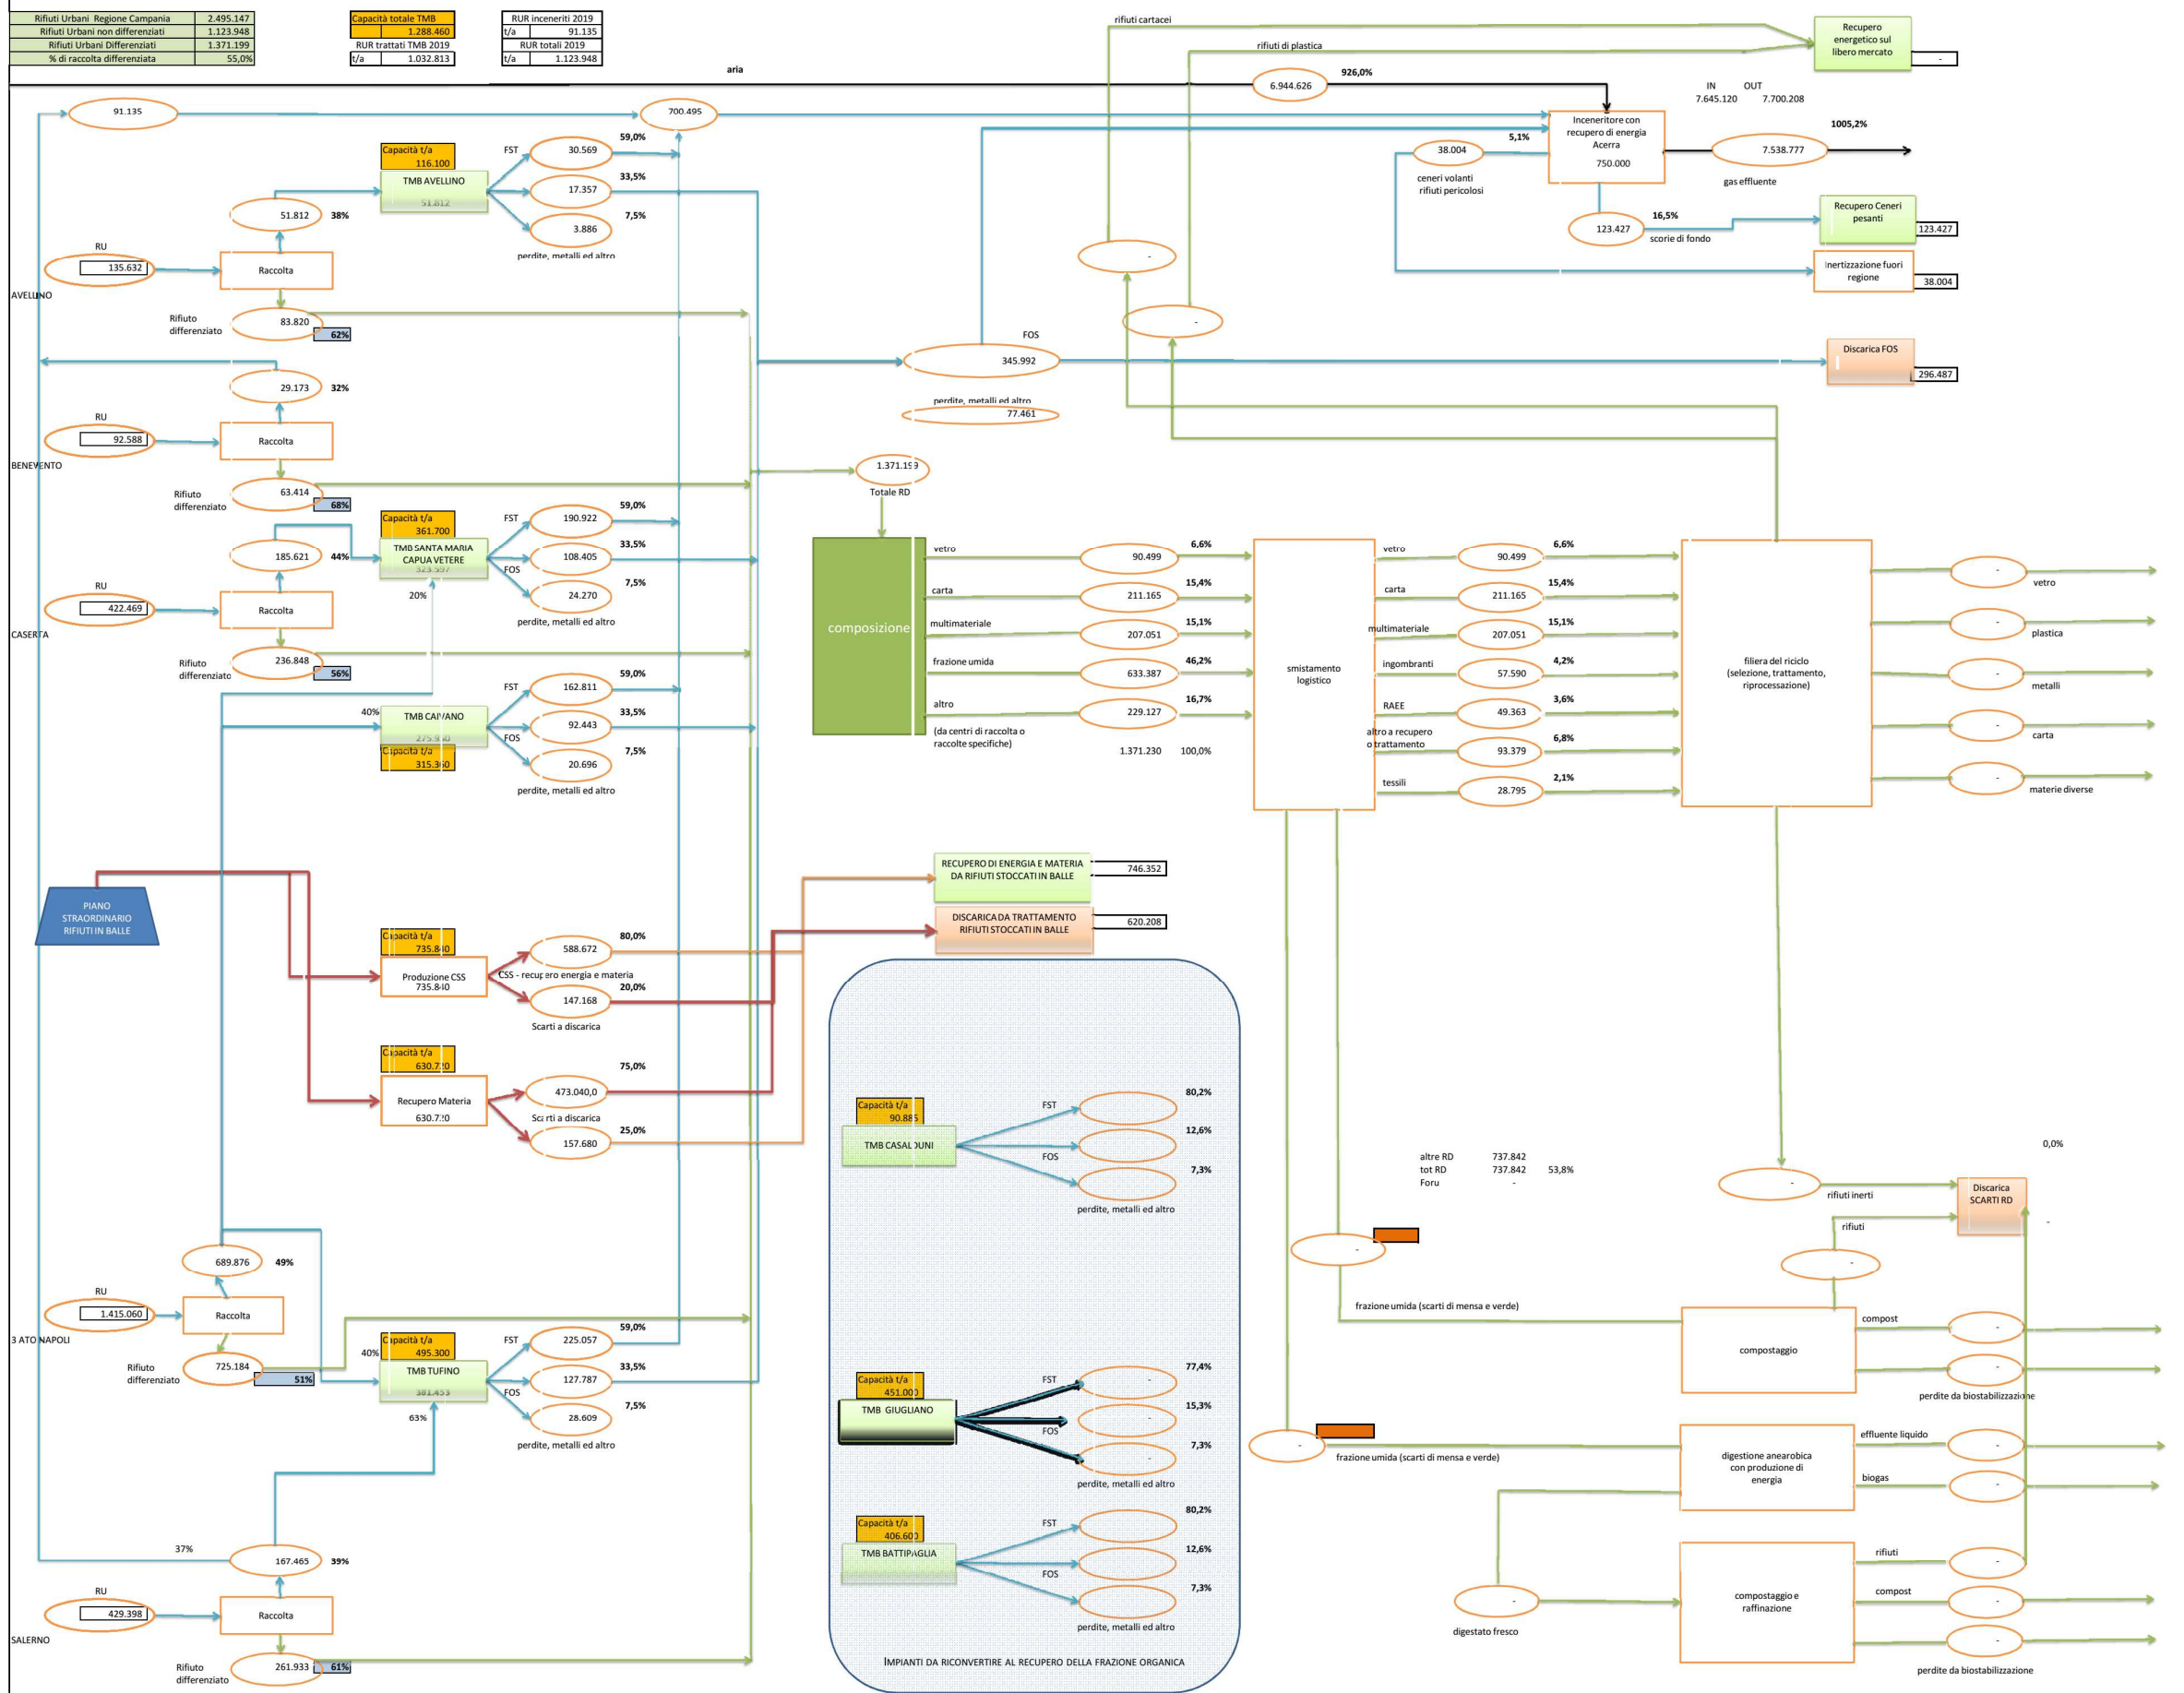 Rifiuti Urbani Regione Campania 2.495.147
Rifiuti Urbani non differenziati 1.123.948
Rifiuti Urbani Differenziati 1.371.199
% di raccolta differenziata 55,0%
Capacità totale TMB
1.288.460
RUR trattati TMB 2019
t/a 1.032.813
RUR inceneriti 2019
t/a 91.135
RUR totali 2019
t/a 1.123.948
rifiuti cartacei
rifiuti di plastica
Recupero
energetico sul
libero mercato
-
aria
6.944.626
926,0%
IN OUT
7.645.120 7.700.208
91.135
700.495
Inceneritore con
recupero di energia
Acerra
750.000
5,1%
38.004
ceneri volanti
rifiuti pericolosi
1005,2%
7.538.777
gas effluente
16,5%
123.427
scorie di fondo
Recupero Ceneri
pesanti
123.427
Inertizzazione fuori
regione
38.004
Capacità t/a
116.100
TMB AVELLINO
51.812
FST
30.569
59,0%
17.357
33,5%
3.886
7,5%
perdite, metalli ed altro
51.812
38%
RU
135.632
Raccolta
AVELLINO
Rifiuto
differenziato
83.820
62%
-
-
FOS
345.992
perdite, metalli ed altro
77.461
Discarica FOS
296.487
29.173
32%
RU
92.588
Raccolta
BENEVENTO
Rifiuto
differenziato
63.414
68%
1.371.199
Totale RD
Capacità t/a
361.700
TMB SANTA MARIA
CAPUA VETERE
323.597
20%
FST
190.922
59,0%
108.405
33,5%
FOS
24.270
7,5%
perdite, metalli ed altro
185.621
44%
RU
422.469
Raccolta
CASERTA
Rifiuto
differenziato
236.848
56%
composizione
vetro
90.499
6,6%
carta
211.165
15,4%
multimateriale
207.051
15,1%
frazione umida
633.387
46,2%
altro
229.127
16,7%
(da centri di raccolta o
raccolte specifiche)
1.371.230 100,0%
smistamento
logistico
vetro
90.499
6,6%
carta
211.165
15,4%
multimateriale
207.051
15,1%
ingombranti
57.590
4,2%
RAEE
49.363
3,6%
altro a recupero
o trattamento
93.379
6,8%
tessili
28.795
2,1%
filiera del riciclo
(selezione, trattamento,
riprocessazione)
-
vetro
-
plastica
-
metalli
-
carta
-
materie diverse
40%
TMB CAIVANO
275.950
Capacità t/a
315.360
FST
162.811
59,0%
92.443
33,5%
FOS
20.696
7,5%
perdite, metalli ed altro
PIANO
STRAORDINARIO
RIFIUTI IN BALLE
RECUPERO DI ENERGIA E MATERIA
DA RIFIUTI STOCCATI IN BALLE
746.352
DISCARICA DA TRATTAMENTO
RIFIUTI STOCCATI IN BALLE
620.208
Capacità t/a
735.840
Produzione CSS
735.840
588.672
80,0%
CSS - recupero energia e materia
147.168
20,0%
Scarti a discarica
Capacità t/a
630.720
Recupero Materia
630.720
473.040,0
75,0%
Scarti a discarica
157.680
25,0%
Capacità t/a
90.885
TMB CASALDUNI
FST
80,2%
12,6%
FOS
7,3%
perdite, metalli ed altro
altre RD 737.842
tot RD 737.842 53,8%
Foru -
0,0%
-
rifiuti inerti
Discarica
SCARTI RD
-
rifiuti
-
-
689.876
49%
RU
1.415.060
Raccolta
3 ATO NAPOLI
Rifiuto
differenziato
725.184
51%
Capacità t/a
495.300
40%
TMB TUFINO
381.453
63%
FST
225.057
59,0%
127.787
33,5%
FOS
28.609
7,5%
perdite, metalli ed altro
Capacità t/a
451.000
TMB GIUGLIANO
FST
-
77,4%
-
15,3%
FOS
-
7,3%
perdite, metalli ed altro
frazione umida (scarti di mensa e verde)
compostaggio
compost
-
-
perdite da biostabilizzazione
-
frazione umida (scarti di mensa e verde)
digestione anearobica
con produzione di
energia
effluente liquido
-
biogas
-
Capacità t/a
406.600
TMB BATTIPAGLIA
FST
80,2%
12,6%
FOS
7,3%
perdite, metalli ed altro
IMPIANTI DA RICONVERTIRE AL RECUPERO DELLA FRAZIONE ORGANICA
37%
167.465
39%
RU
429.398
Raccolta
SALERNO
Rifiuto
differenziato
261.933
61%
-
digestato fresco
compostaggio e
raffinazione
rifiuti
-
compost
-
-
perdite da biostabilizzazione